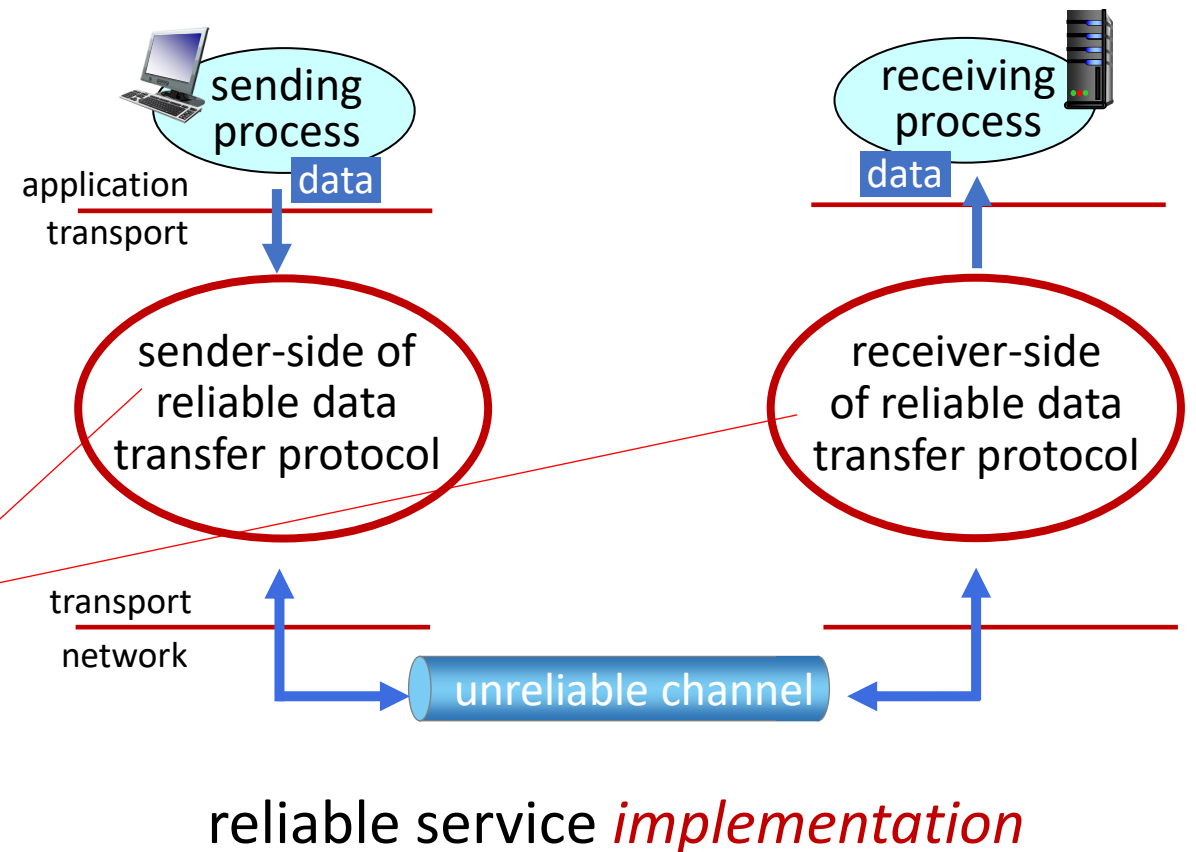 sending
process
data
application
transport
receiving
process
data
sender-side of
reliable data
transfer protocol
receiver-side
of reliable data
transfer protocol
transport
network
unreliable channel
reliable service implementation